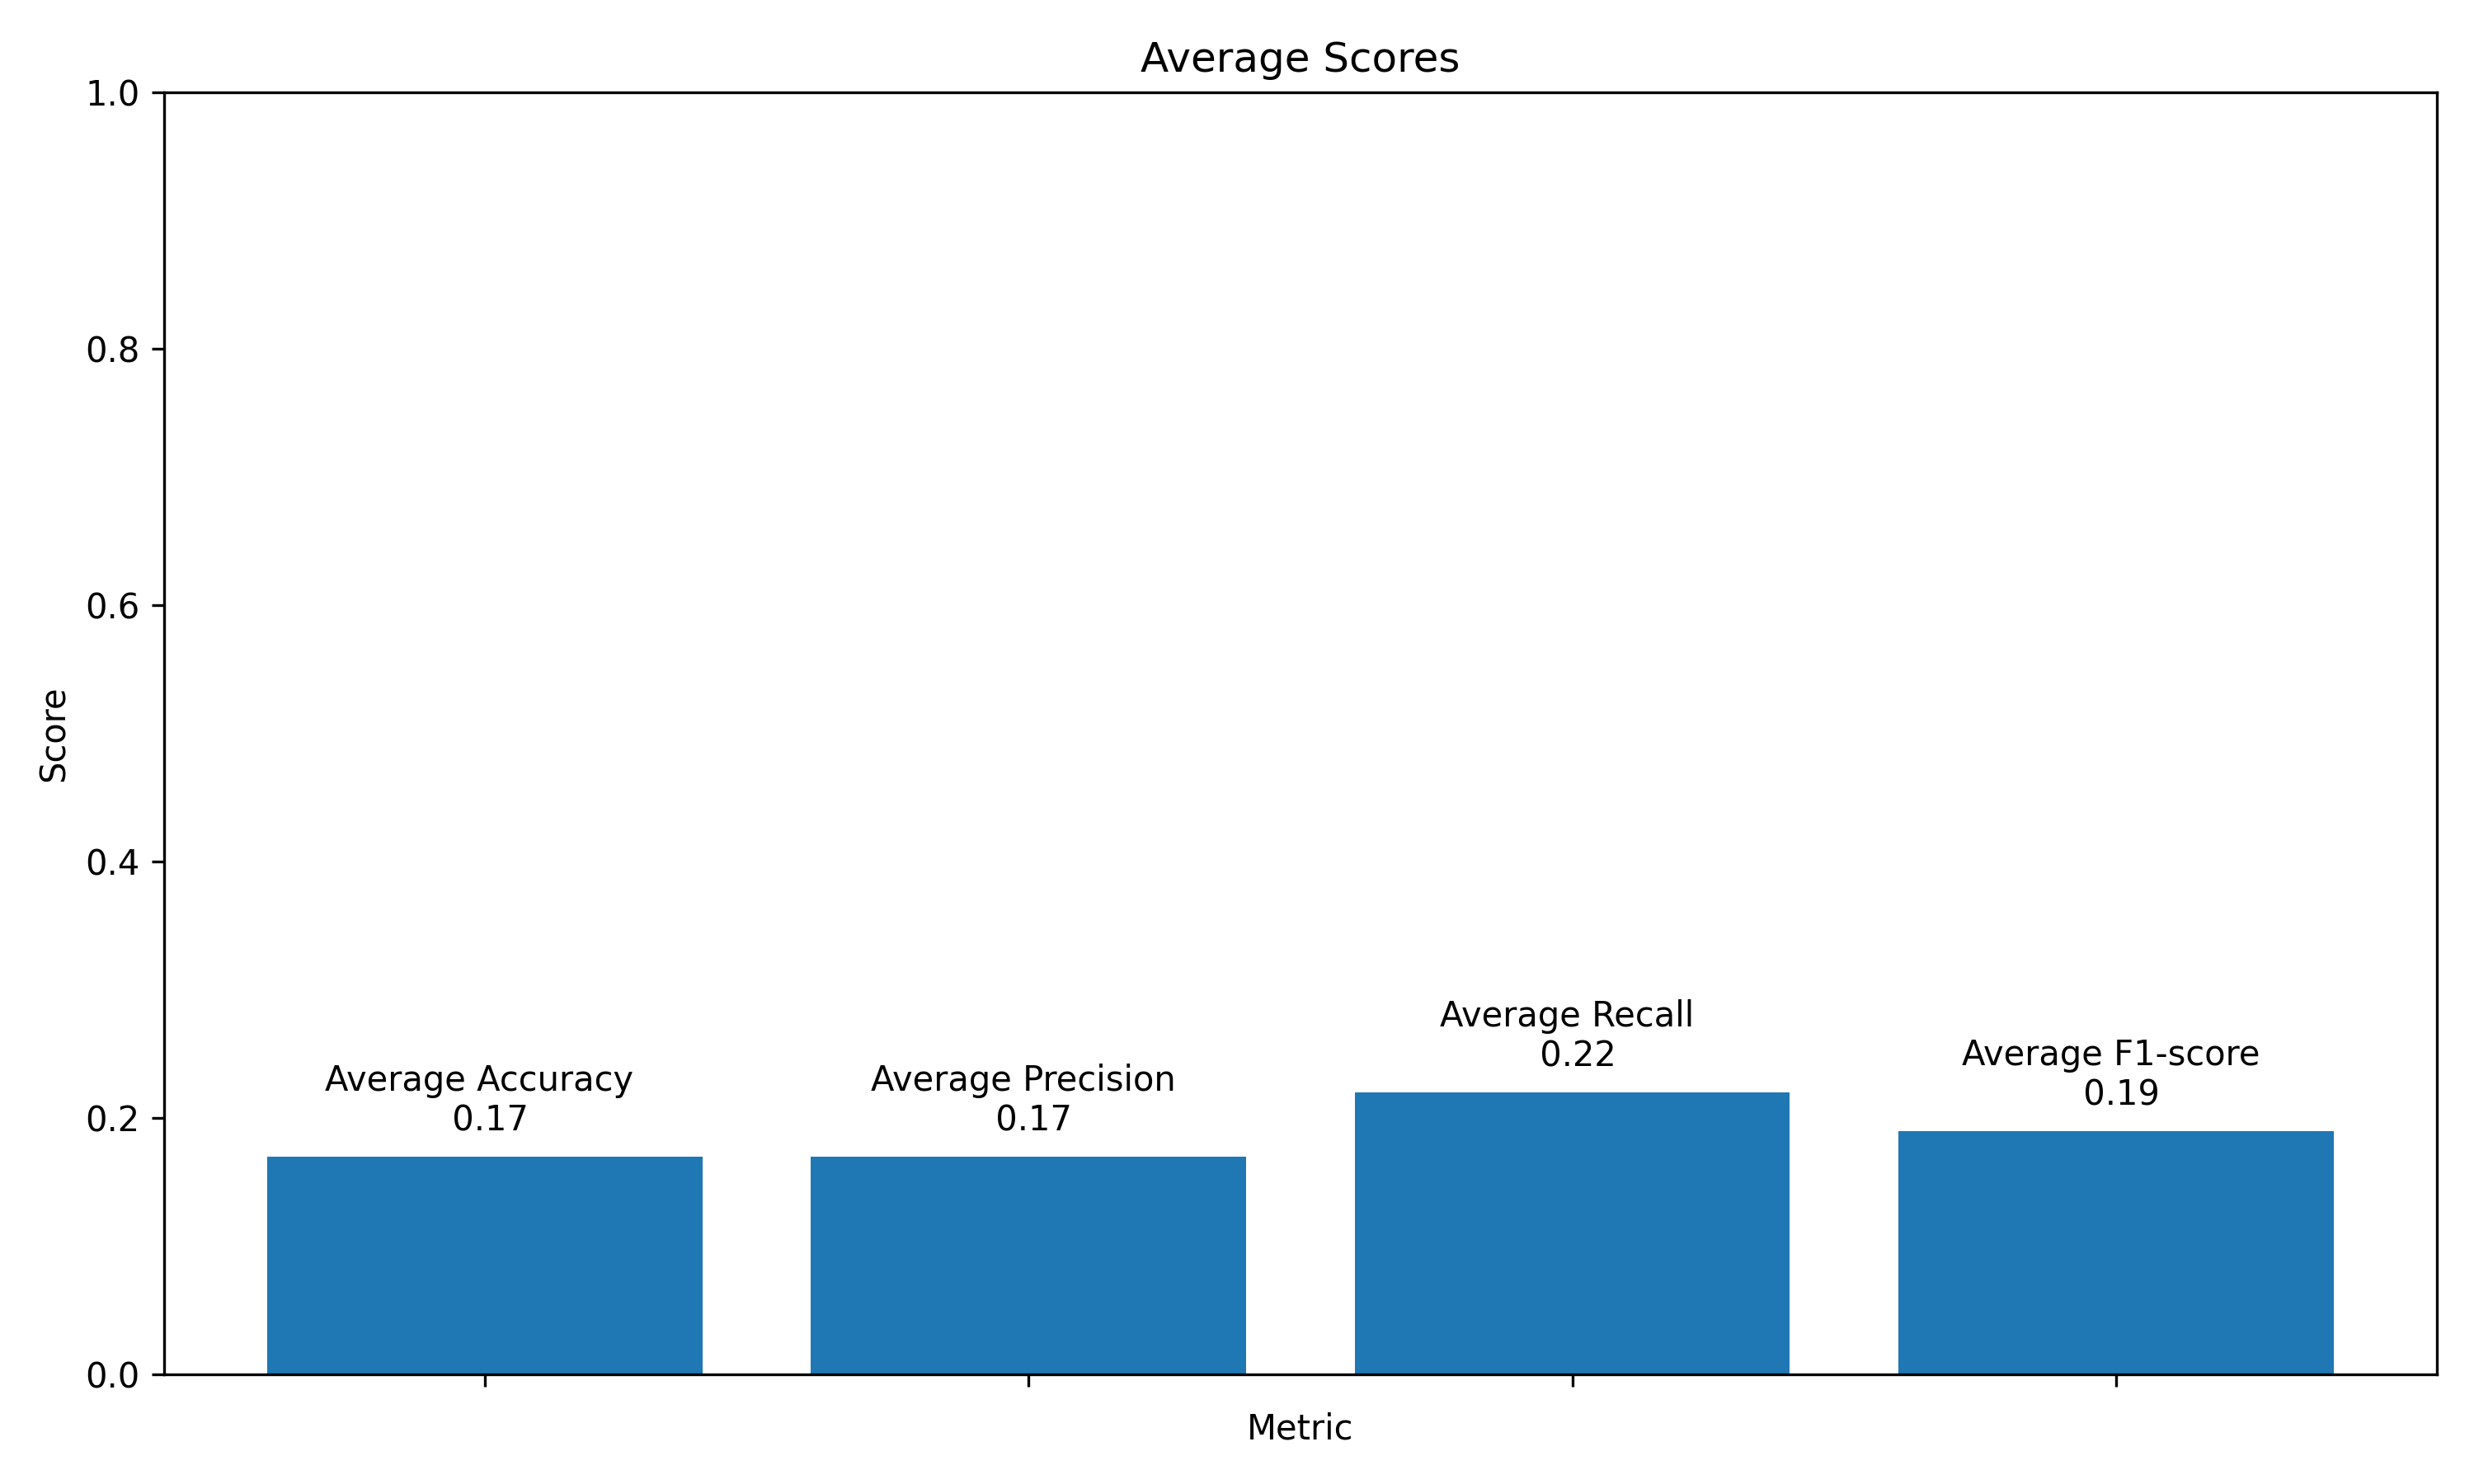 Average Scores
1.0
0.8
0.6
0.4
0.2
0.0
Score
Average Accuracy
0.17
Average Precision
0.17
Average Recall
0.22
Average F1-score
0.19
Metric